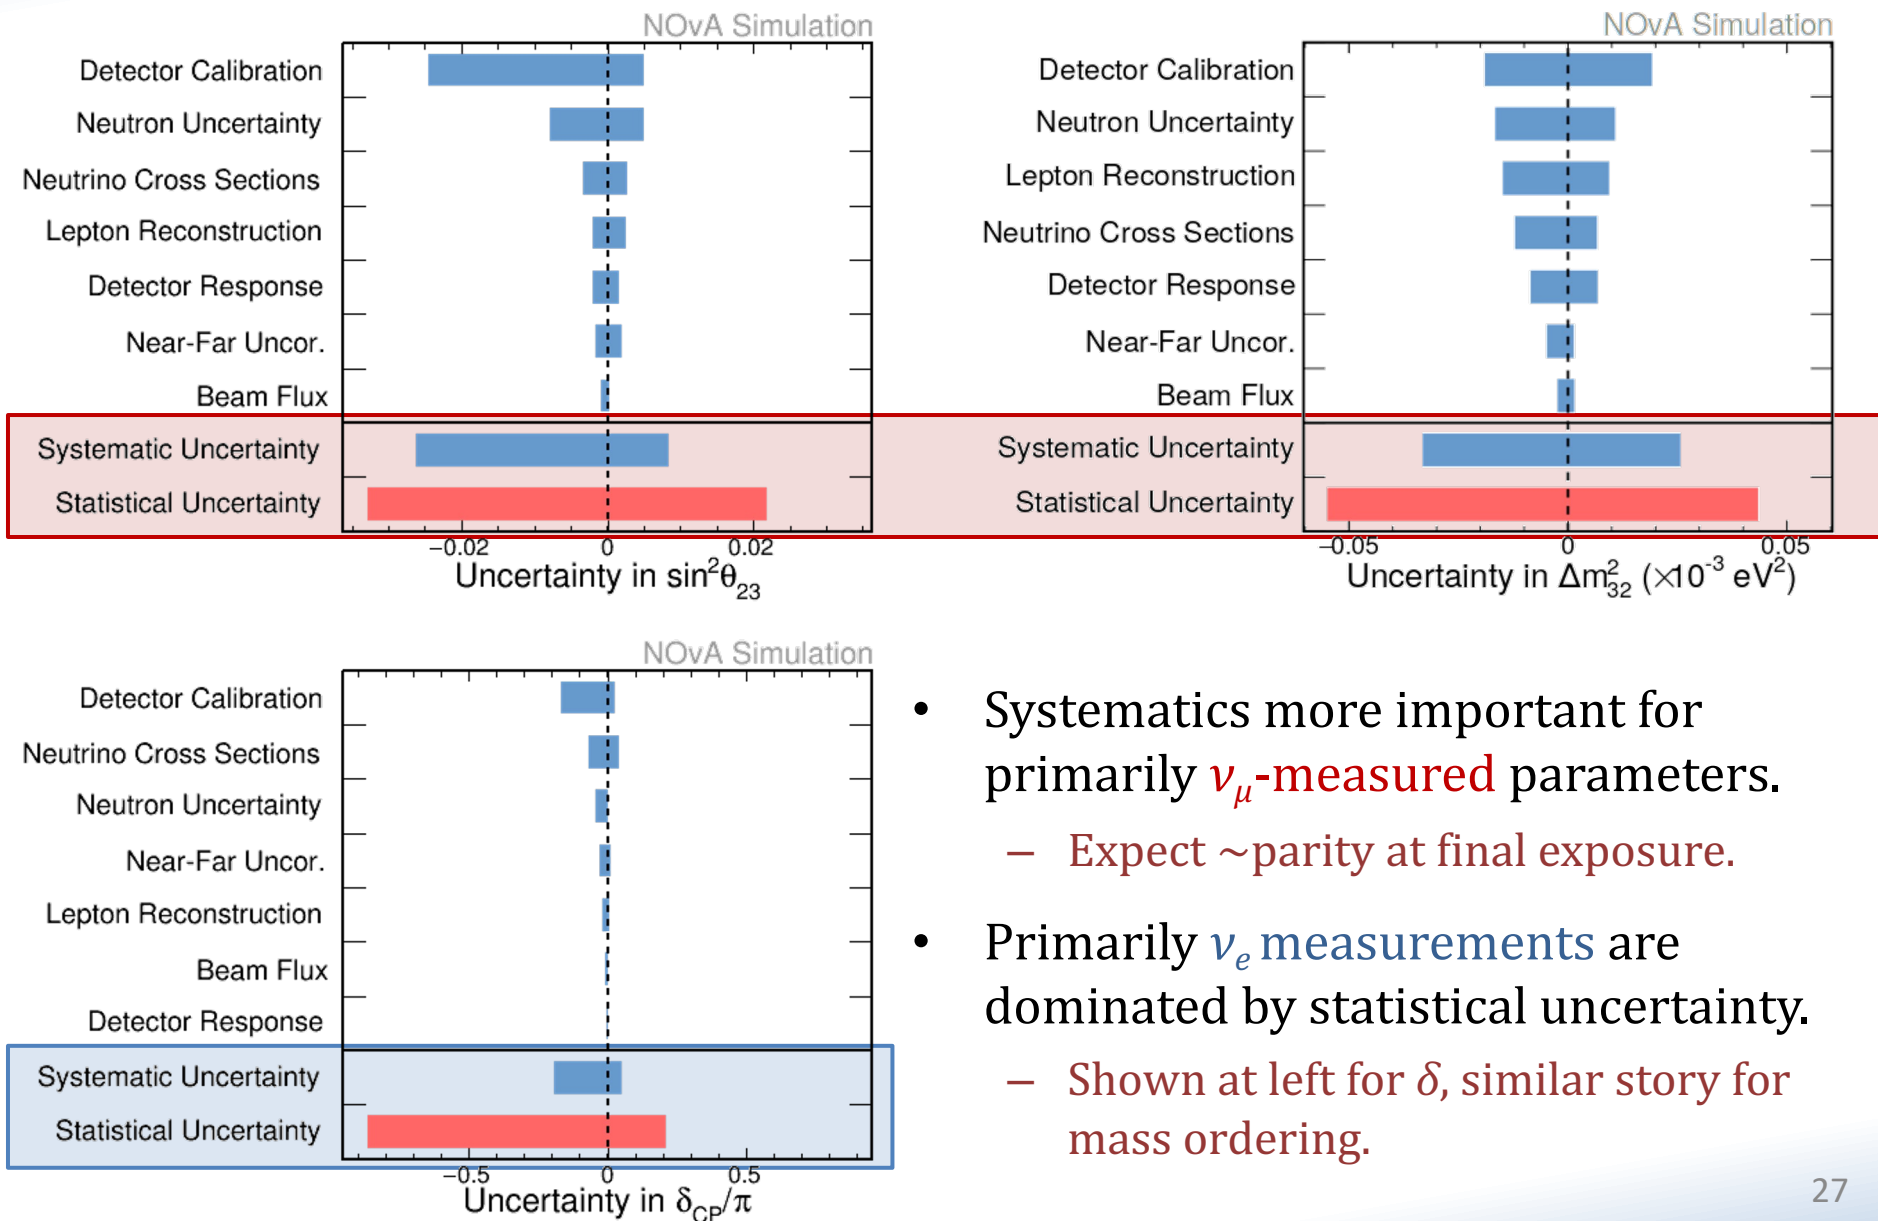 NOvA Simulation
Detector Calibration
Neutron Uncertainty
Neutrino Cross Sections
Lepton Reconstruction
Detector Response
Near-Far Uncor.
Beam Flux
Systematic Uncertainty
Statistical Uncertainty
−0.02 0 0.02
Uncertainty in sin²θ₂₃
NOvA Simulation
Detector Calibration
Neutron Uncertainty
Lepton Reconstruction
Neutrino Cross Sections
Detector Response
Near-Far Uncor.
Beam Flux
Systematic Uncertainty
Statistical Uncertainty
−0.05 0 0.05
Uncertainty in Δm²₃₂ (×10⁻³ eV²)
NOvA Simulation
Detector Calibration
Neutrino Cross Sections
Neutron Uncertainty
Near-Far Uncor.
Lepton Reconstruction
Beam Flux
Detector Response
Systematic Uncertainty
Statistical Uncertainty
−0.5 0 0.5
Uncertainty in δ_CP/π
• Systematics more important for
primarily ν_μ-measured parameters.
– Expect ~parity at final exposure.
• Primarily ν_e measurements are
dominated by statistical uncertainty.
– Shown at left for δ, similar story for
mass ordering.
27